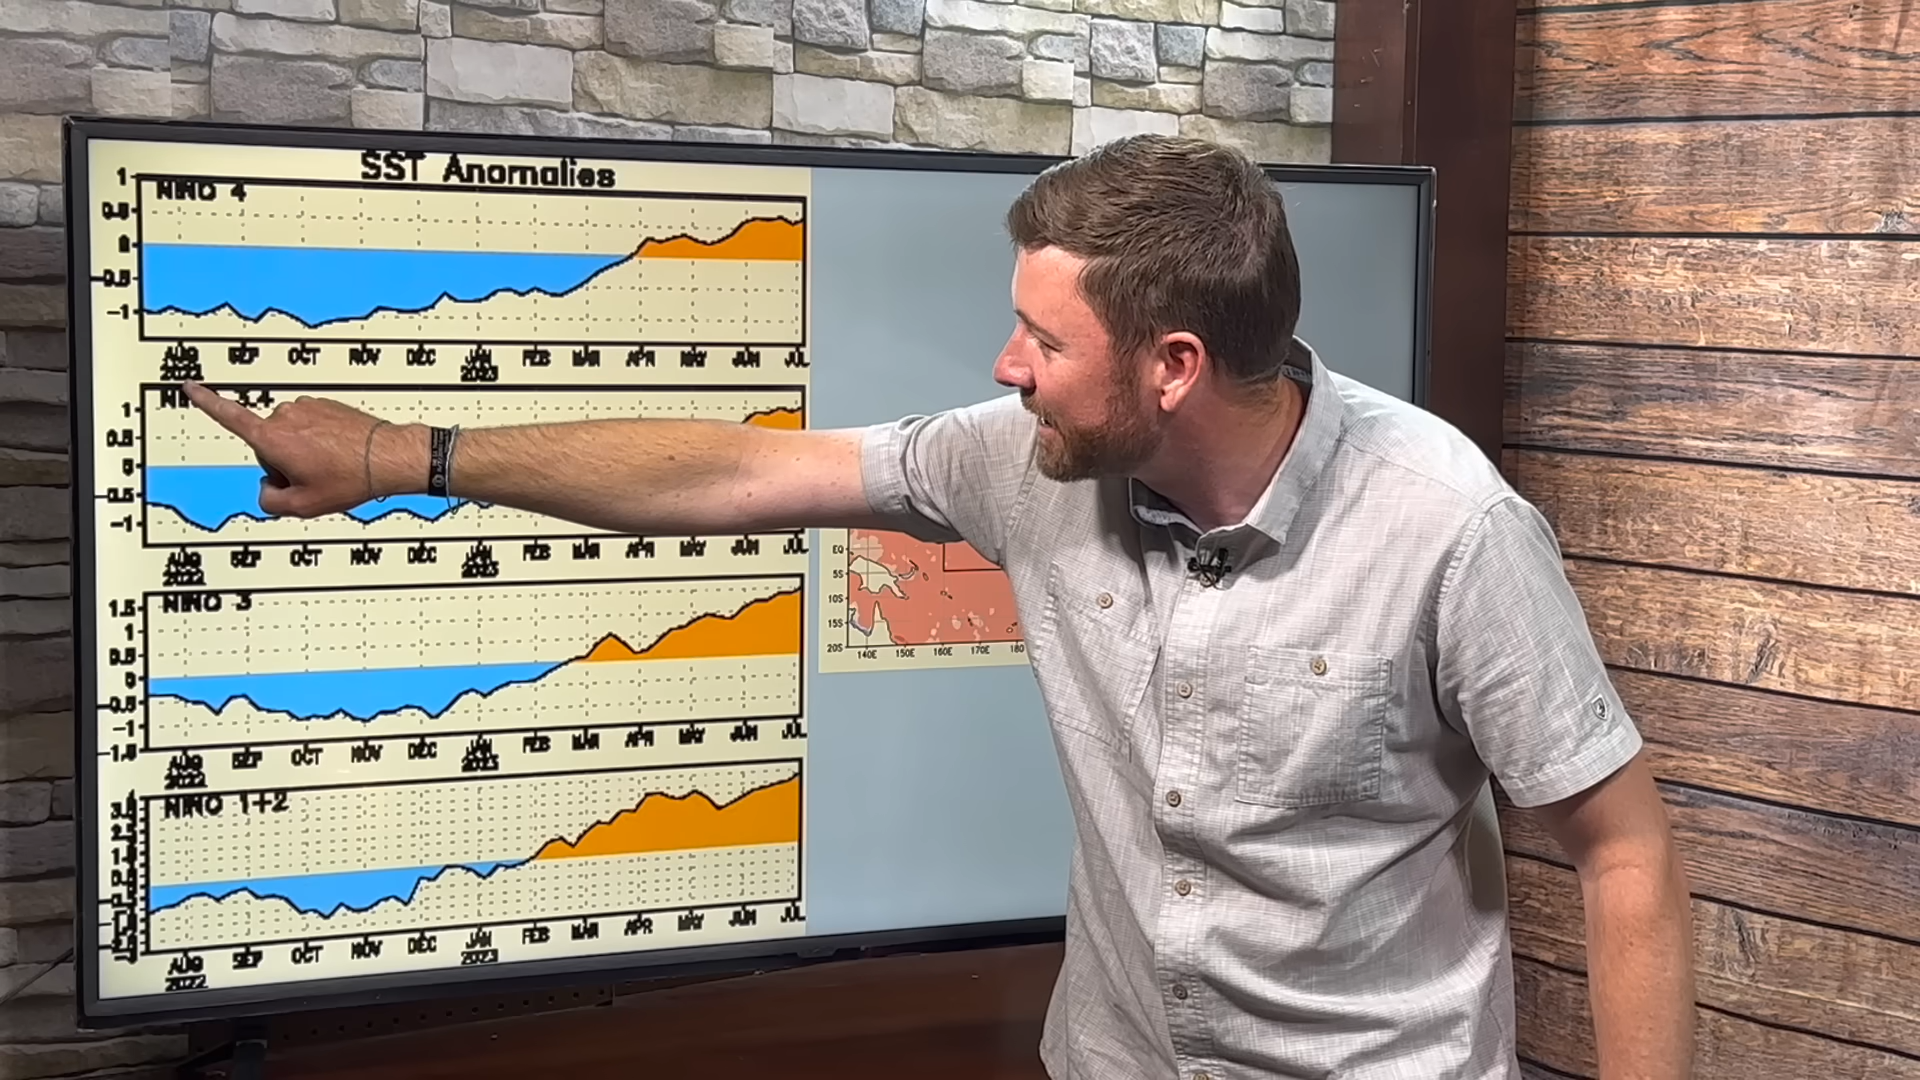 SST Anomalies
NINO 4
1
0.5
0
-0.5
-1
AUG SEP OCT NOV DEC JAN FEB MAR APR MAY JUN JUL
2022 2023
3.4
1
0.5
0
-0.5
-1
AUG SEP OCT NOV DEC JAN FEB MAR APR MAY JUN JUL
2022 2023
NINO 3
1.5
1
0.5
0
-0.5
-1
-1.5
AUG SEP OCT NOV DEC JAN FEB MAR APR MAY JUN JUL
2022 2023
NINO 1+2
AUG SEP OCT NOV DEC JAN FEB MAR APR MAY JUN JUL
2022 2023
EQ
5S
10S
15S
20S
140E 150E 160E 170E 180